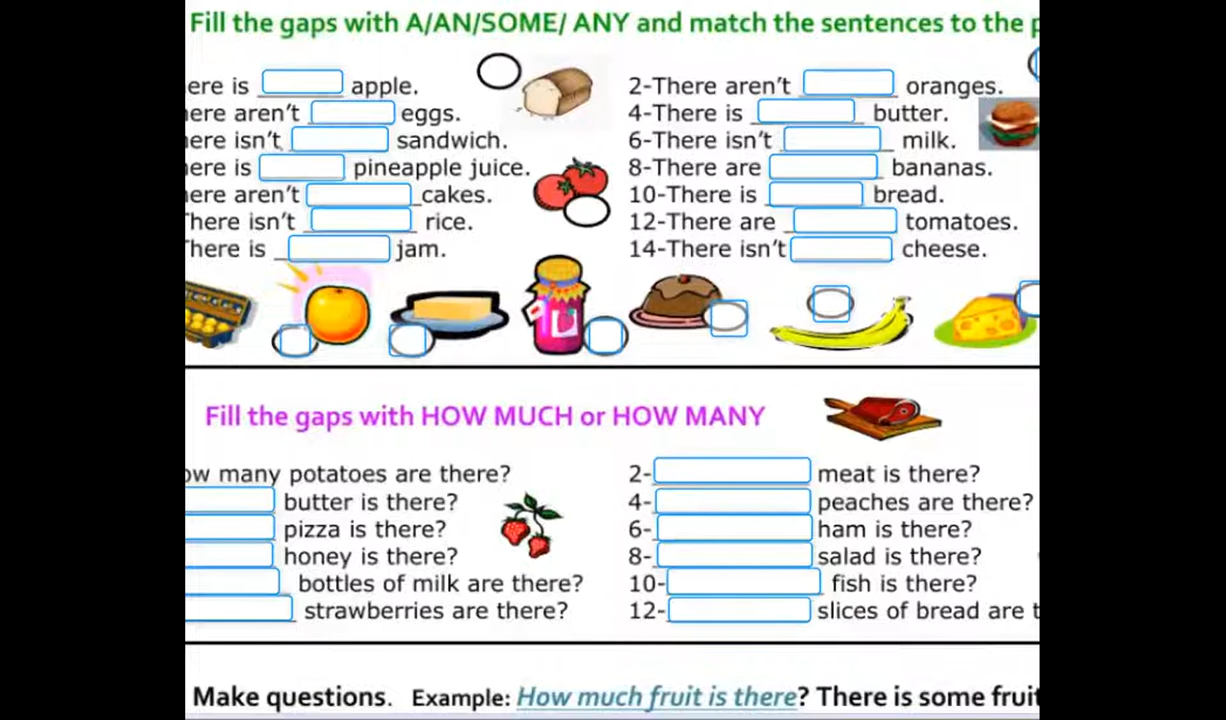 Fill the gaps with A/AN/SOME/ ANY and match the sentences to the p
ere is apple.
ere aren't eggs.
ere isn't sandwich.
ere is pineapple juice.
ere aren't cakes.
here isn't rice.
here is jam.
2-There aren't oranges.
4-There is butter.
6-There isn't milk.
8-There are bananas.
10-There is bread.
12-There are tomatoes.
14-There isn't cheese.
Fill the gaps with HOW MUCH or HOW MANY
ow many potatoes are there?
butter is there?
pizza is there?
honey is there?
bottles of milk are there?
strawberries are there?
2- meat is there?
4- peaches are there?
6- ham is there?
8- salad is there?
10- fish is there?
12- slices of bread are t
Make questions. Example: How much fruit is there? There is some fruit